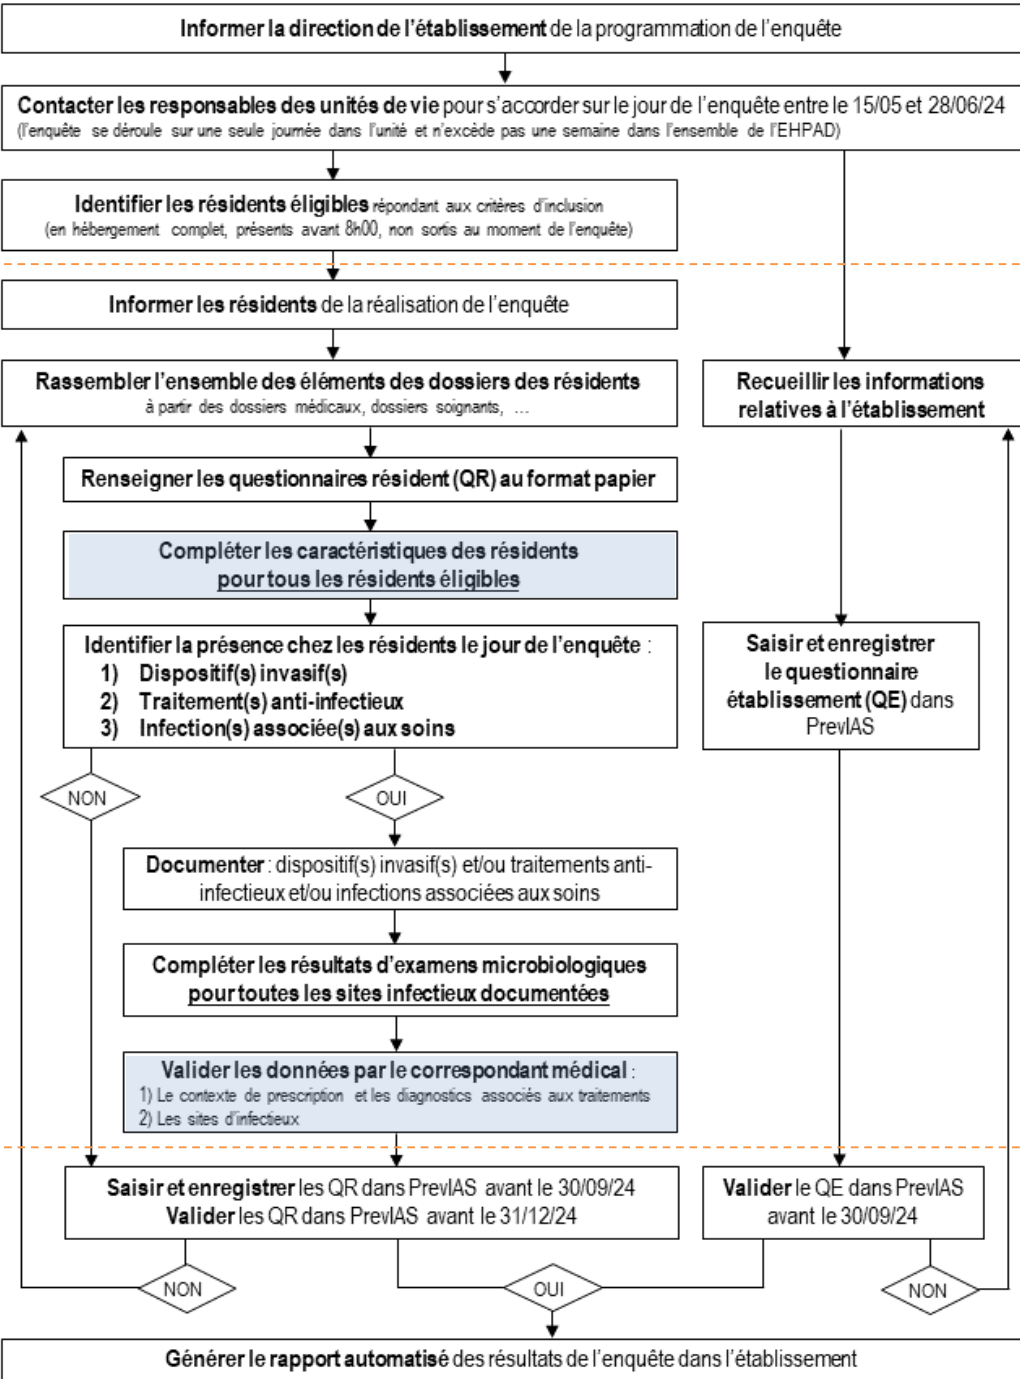 Informer la direction de l'établissement de la programmation de l'enquête
Contacter les responsables des unités de vie pour s'accorder sur le jour de l'enquête entre le 15/05 et 28/06/24
(l'enquête se déroule sur une seule journée dans l'unité et n'excède pas une semaine dans l'ensemble de l'EHPAD)
Identifier les résidents éligibles répondant aux critères d'inclusion
(en hébergement complet, présents avant 8h00, non sortis au moment de l'enquête)
Informer les résidents de la réalisation de l'enquête
Rassembler l'ensemble des éléments des dossiers des résidents
à partir des dossiers médicaux, dossiers soignants, ...
Recueillir les informations
relatives à l'établissement
Renseigner les questionnaires résident (QR) au format papier
Compléter les caractéristiques des résidents
pour tous les résidents éligibles
Identifier la présence chez les résidents le jour de l'enquête :
1) Dispositif(s) invasif(s)
2) Traitement(s) anti-infectieux
3) Infection(s) associée(s) aux soins
Saisir et enregistrer
le questionnaire
établissement (QE) dans
PrevIAS
NON
OUI
Documenter : dispositif(s) invasif(s) et/ou traitements anti-
infectieux et/ou infections associées aux soins
Compléter les résultats d'examens microbiologiques
pour toutes les sites infectieux documentées
Valider les données par le correspondant médical :
1) Le contexte de prescription et les diagnostics associés aux traitements
2) Les sites d'infectieux
Saisir et enregistrer les QR dans PrevIAS avant le 30/09/24
Valider les QR dans PrevIAS avant le 31/12/24
Valider le QE dans PrevIAS
avant le 30/09/24
NON
OUI
NON
Générer le rapport automatisé des résultats de l'enquête dans l'établissement